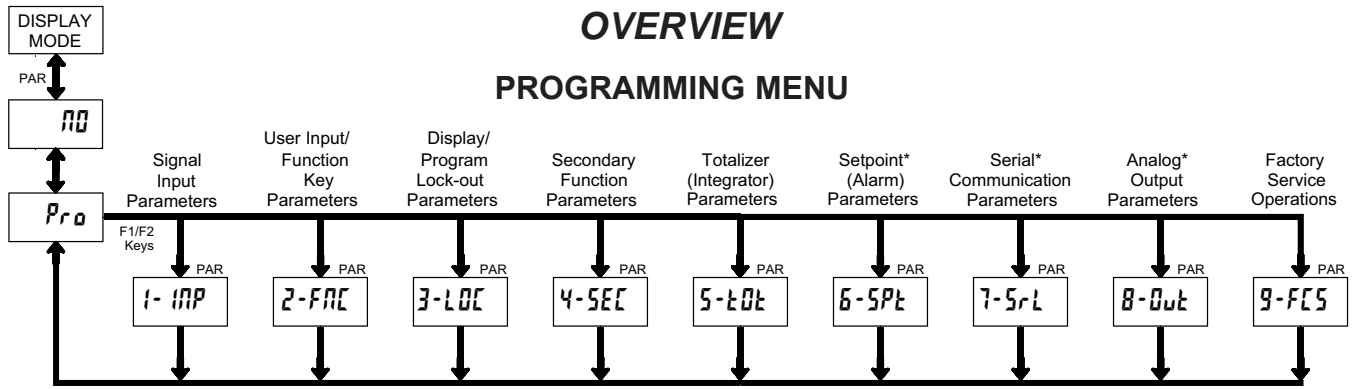 OVERVIEW
PROGRAMMING MENU
DISPLAY
MODE
PAR
NO
Pro
F1/F2
Keys
Signal
Input
Parameters
User Input/
Function
Key
Parameters
Display/
Program
Lock-out
Parameters
Secondary
Function
Parameters
Totalizer
(Integrator)
Parameters
Setpoint*
(Alarm)
Parameters
Serial*
Communication
Parameters
Analog*
Output
Parameters
Factory
Service
Operations
PAR
1-INP
PAR
2-FNC
PAR
3-LOC
PAR
4-SEC
PAR
5-tOt
PAR
6-SPt
PAR
7-SrL
PAR
8-Out
PAR
9-FCS